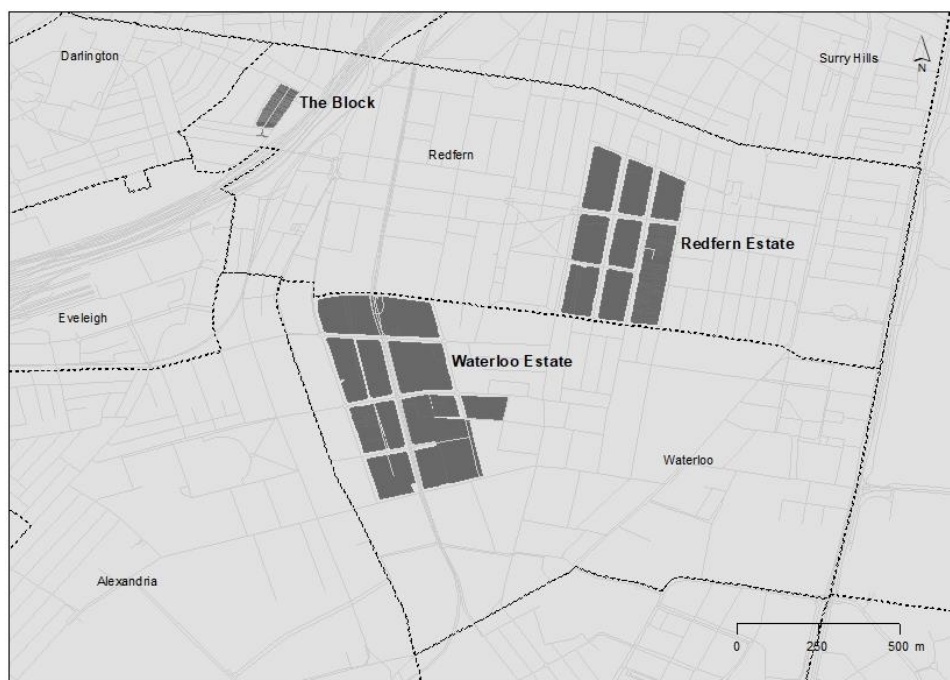 Darlington
Surry Hills
N
The Block
Redfern
Redfern Estate
Eveleigh
Waterloo Estate
Waterloo
Alexandria
0 250 500 m